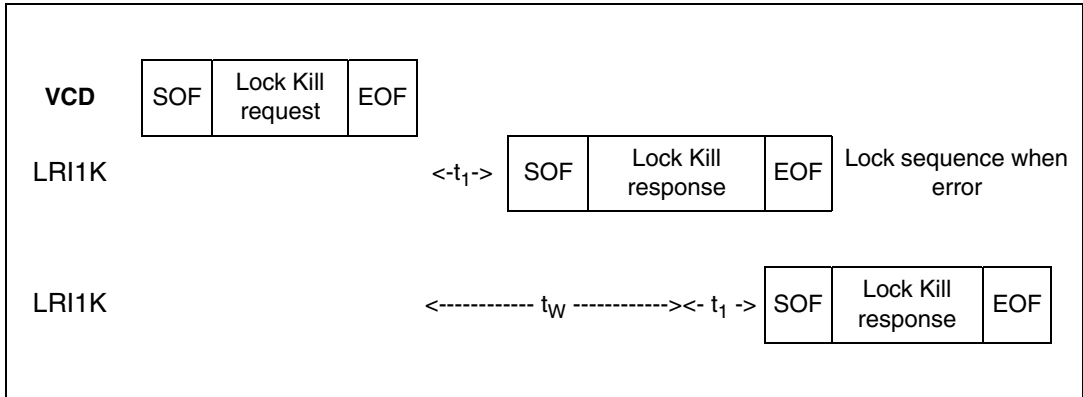 VCD SOF Lock Kill request EOF
LRI1K <-t1-> SOF Lock Kill response EOF Lock sequence when error
LRI1K <------------ tW ------------><- t1 -> SOF Lock Kill response EOF